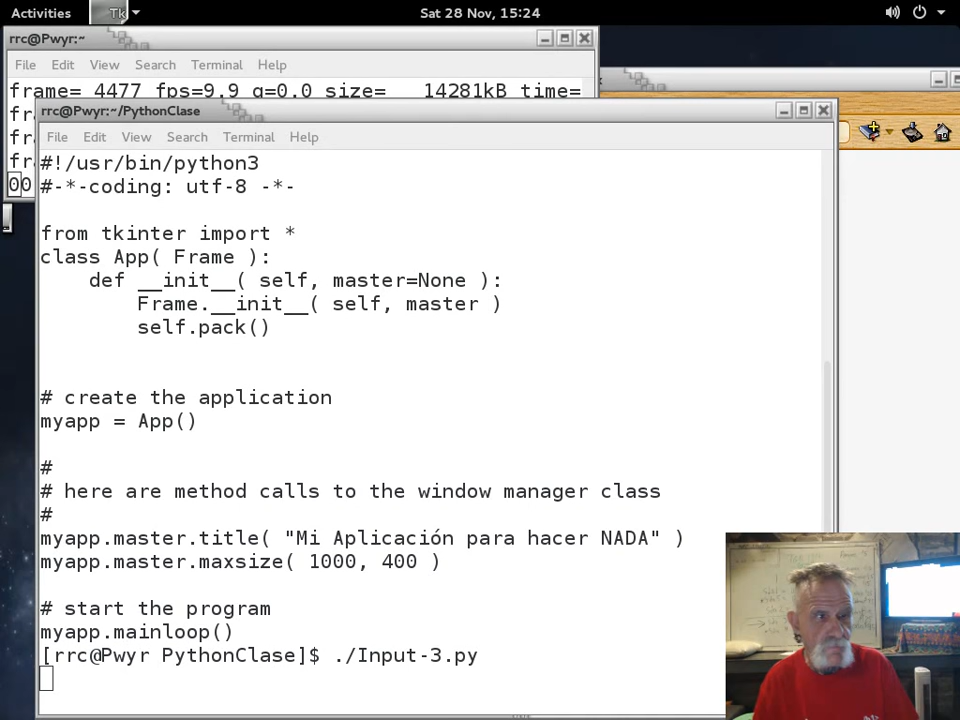 Activities
Tk
Sat 28 Nov, 15:24
rrc@Pwyr:~
File Edit View Search Terminal Help
frame= 4477 fps=9.9 q=0.0 size= 14281kB time=
fra
fra
fra
00
rrc@Pwyr:~/PythonClase
File Edit View Search Terminal Help
#!/usr/bin/python3
#-*-coding: utf-8 -*-
from tkinter import *
class App( Frame ):
def __init__( self, master=None ):
Frame.__init__( self, master )
self.pack()
# create the application
myapp = App()
#
# here are method calls to the window manager class
#
myapp.master.title( "Mi Aplicación para hacer NADA" )
myapp.master.maxsize( 1000, 400 )
# start the program
myapp.mainloop()
[rrc@Pwyr PythonClase]$ ./Input-3.py